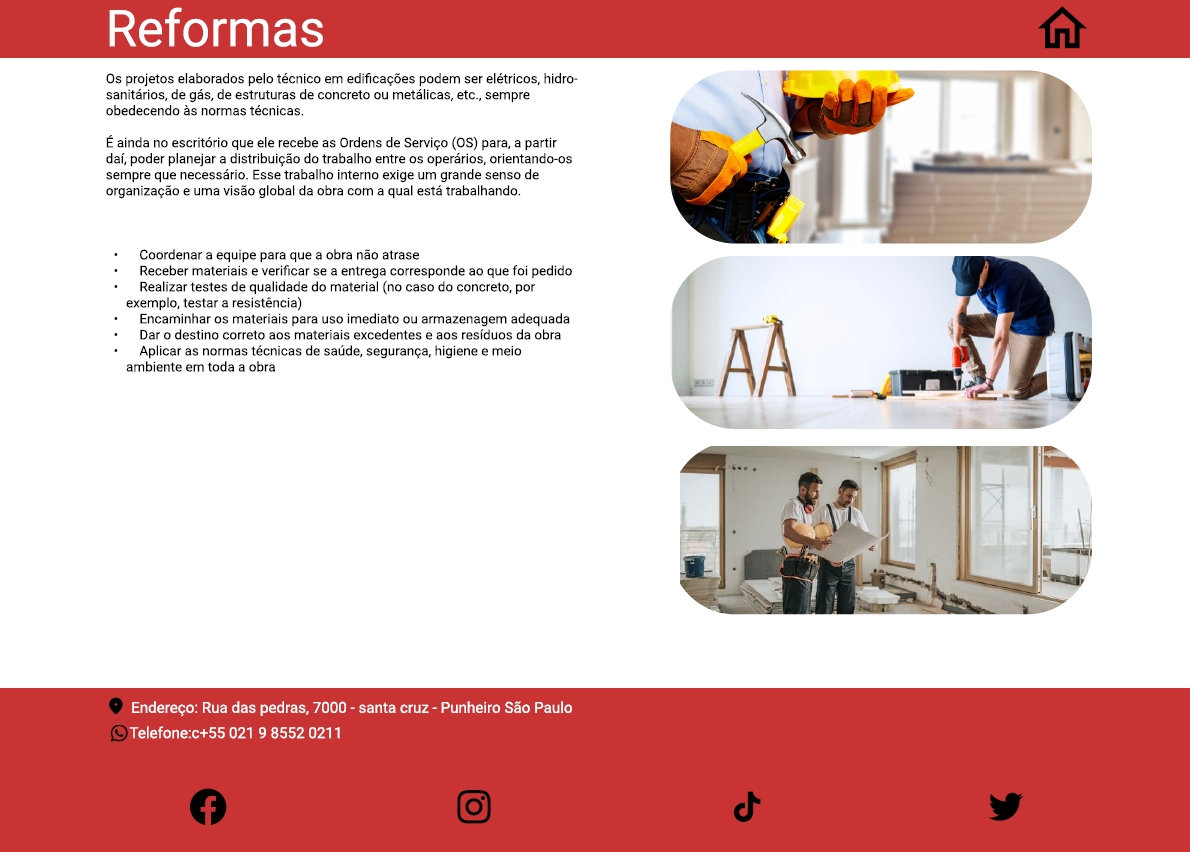 Reformas
Os projetos elaborados pelo técnico em edificações podem ser elétricos, hidro-
sanitários, de gás, de estruturas de concreto ou metálicas, etc., sempre
obedecendo às normas técnicas.
É ainda no escritório que ele recebe as Ordens de Serviço (OS) para, a partir
daí, poder planejar a distribuição do trabalho entre os operários, orientando-os
sempre que necessário. Esse trabalho interno exige um grande senso de
organização e uma visão global da obra com a qual está trabalhando.
• Coordenar a equipe para que a obra não atrase
• Receber materiais e verificar se a entrega corresponde ao que foi pedido
• Realizar testes de qualidade do material (no caso do concreto, por
exemplo, testar a resistência)
• Encaminhar os materiais para uso imediato ou armazenagem adequada
• Dar o destino correto aos materiais excedentes e aos resíduos da obra
• Aplicar as normas técnicas de saúde, segurança, higiene e meio
ambiente em toda a obra
Endereço: Rua das pedras, 7000 - santa cruz - Punheiro São Paulo
Telefone:c+55 021 9 8552 0211